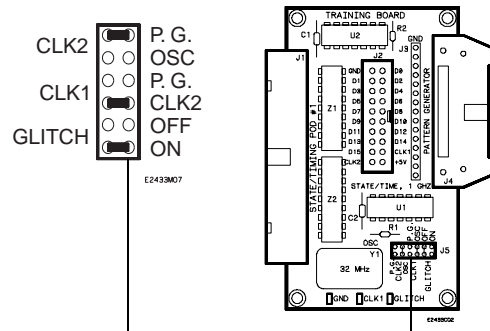 CLK2
P. G.
OSC
CLK1
P. G.
CLK2
GLITCH
OFF
ON
E2433M07
TRAINING BOARD
C1
U2
R2
J3
GND
J1
J2
GND D0
D1 D2
D3 D4
D5 D6
D7 D8
D9 D10
D11 D12
D13 D14
D15 CLK1
CLK2 +5V
Z1
STATE/TIMING POD #1
PATTERN GENERATOR
J4
STATE/TIME, 1 GHZ
Z2
C2
U1
R1
OSC
Y1
32 MHz
P.G.
OSC
OFF
ON
J5
P.G.
CLK2
OSC
CLK1
GLITCH
GND
CLK1
GLITCH